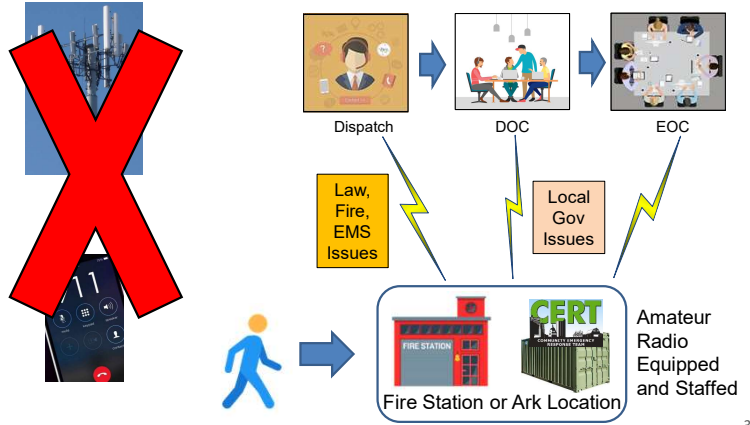 Dispatch
DOC
EOC
Law,
Fire,
EMS
Issues
Local
Gov
Issues
911
FIRE STATION
CERT
COMMUNITY EMERGENCY
RESPONSE TEAM
Fire Station or Ark Location
Amateur
Radio
Equipped
and Staffed